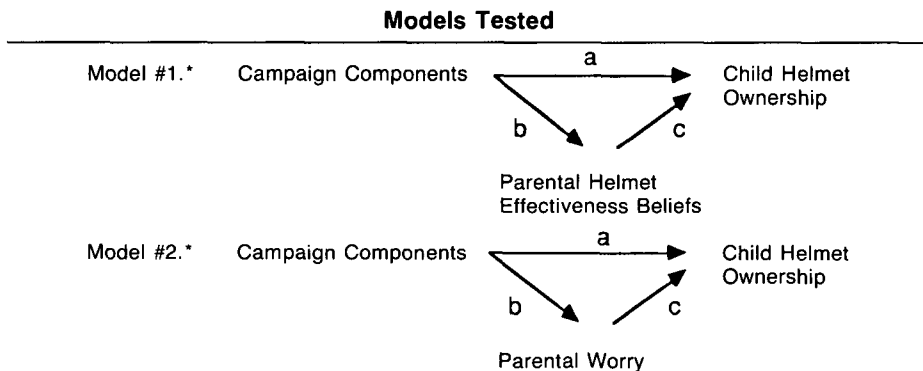 Models Tested
a
Model #1.* Campaign Components Child Helmet
Ownership
b c
Parental Helmet
Effectiveness Beliefs
a
Model #2.* Campaign Components Child Helmet
Ownership
b c
Parental Worry